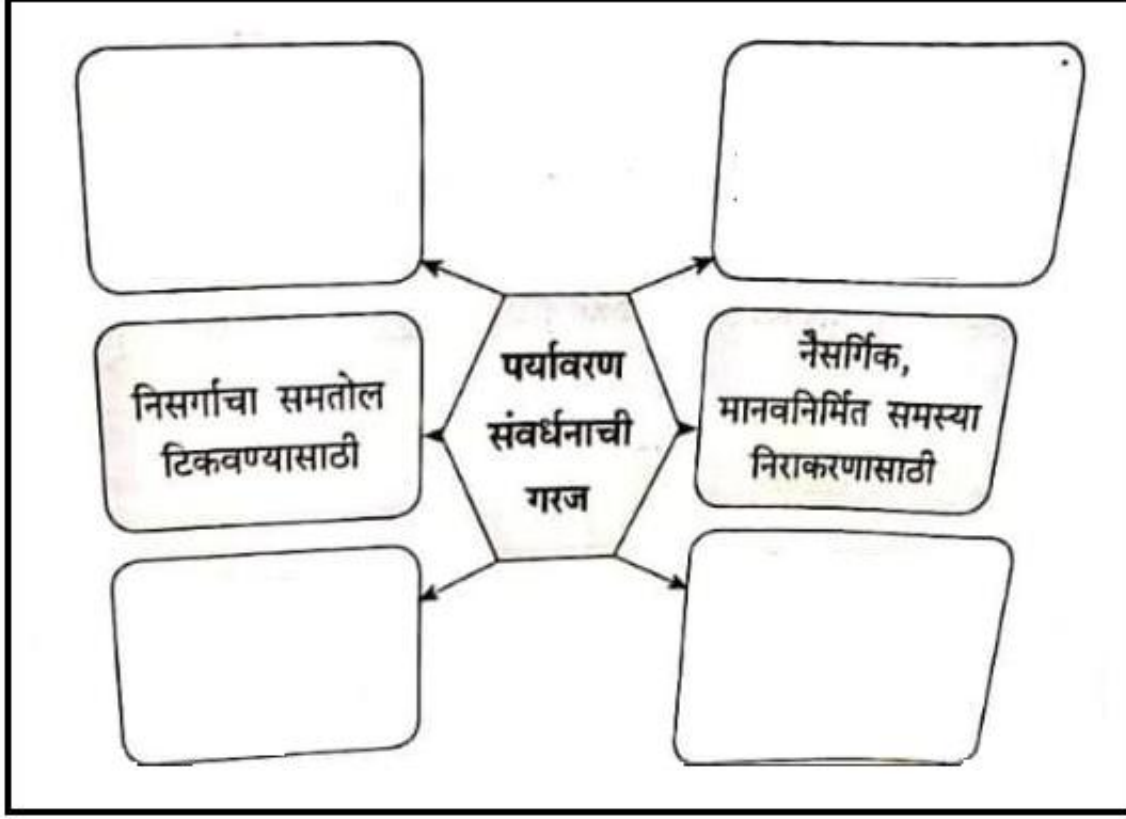 निसर्गाचा समतोल
टिकवण्यासाठी
पर्यावरण
संवर्धनाची
गरज
नैसर्गिक,
मानवनिर्मित समस्या
निराकरणासाठी